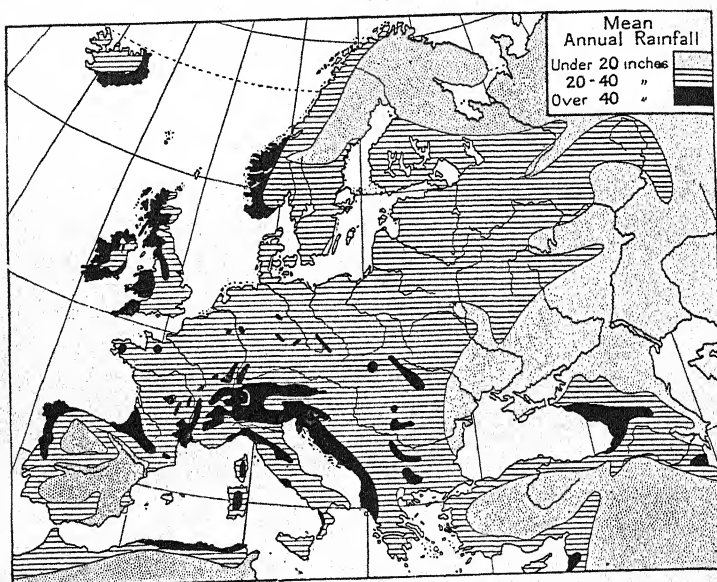 Mean
Annual Rainfall
Under 20 inches
20-40 „
Over 40 „